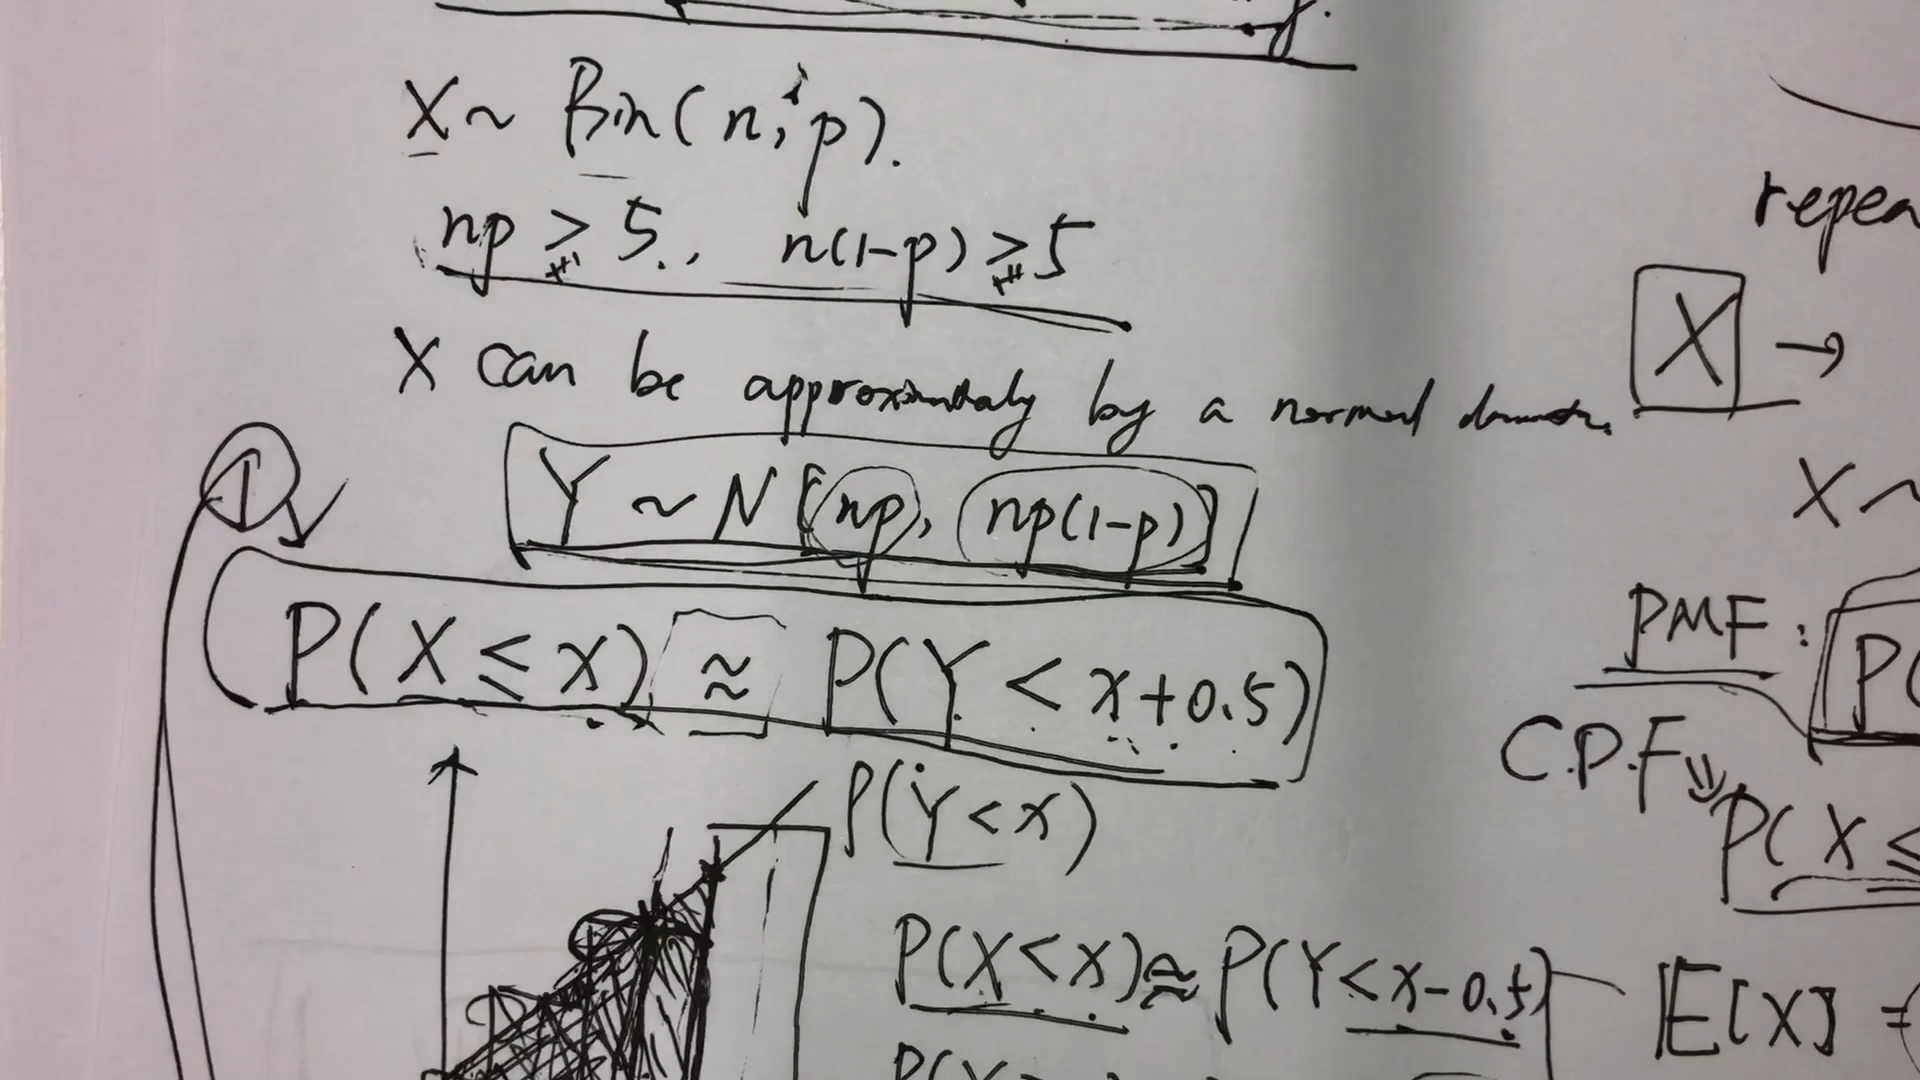 X ~ Bin(n, p).
np ≥ 5., n(1-p) ≥ 5
X can be approximataly by a normal
Y ~ N[np, np(1-p)]
①
P(X ≤ x) ≈ P(Y < x+0.5)
P(Y < x)
P(X < x) ≈ P(Y < x-0.5)
repea
X →
X ~
PMF: P(
C.P.F
P(X ≤
E[X] =